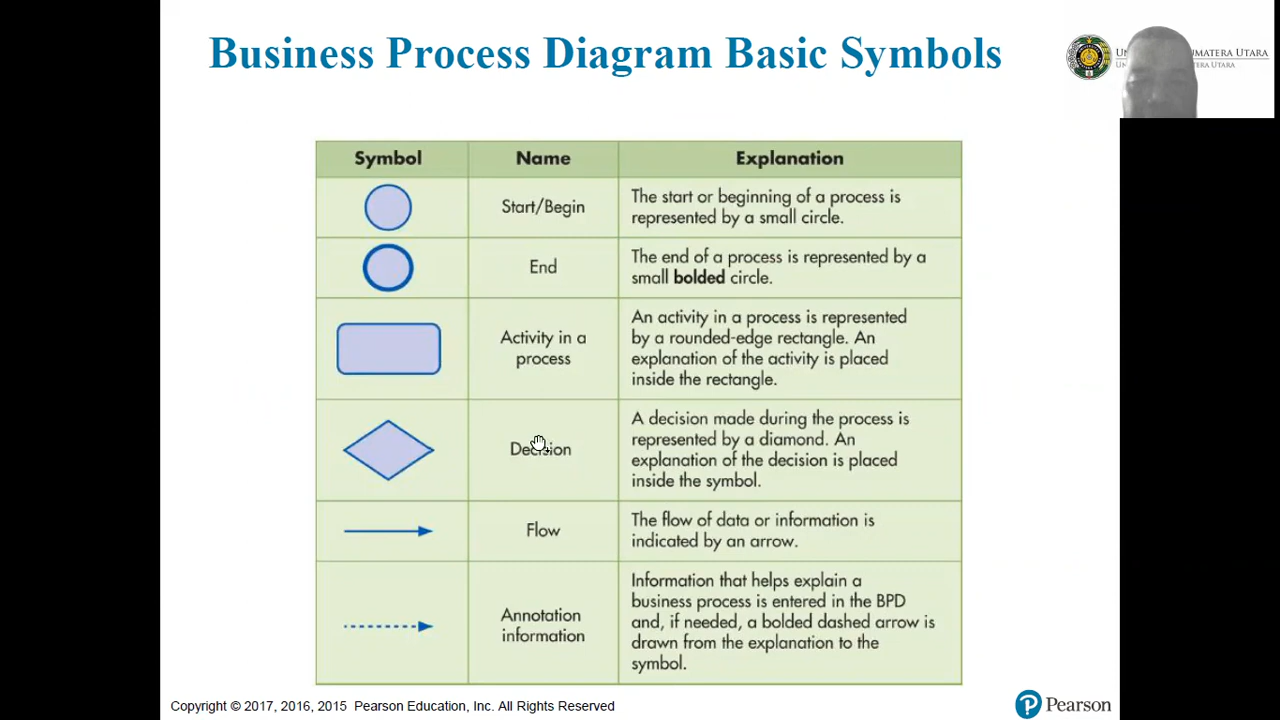 Business Process Diagram Basic Symbols
UMATERA UTARA
TERA UTARA
Symbol Name Explanation
Start/Begin
The start or beginning of a process is
represented by a small circle.
End
The end of a process is represented by a
small bolded circle.
Activity in a
process
An activity in a process is represented
by a rounded-edge rectangle. An
explanation of the activity is placed
inside the rectangle.
Decision
A decision made during the process is
represented by a diamond. An
explanation of the decision is placed
inside the symbol.
Flow
The flow of data or information is
indicated by an arrow.
Annotation
information
Information that helps explain a
business process is entered in the BPD
and, if needed, a bolded dashed arrow is
drawn from the explanation to the
symbol.
Copyright © 2017, 2016, 2015 Pearson Education, Inc. All Rights Reserved
Pearson